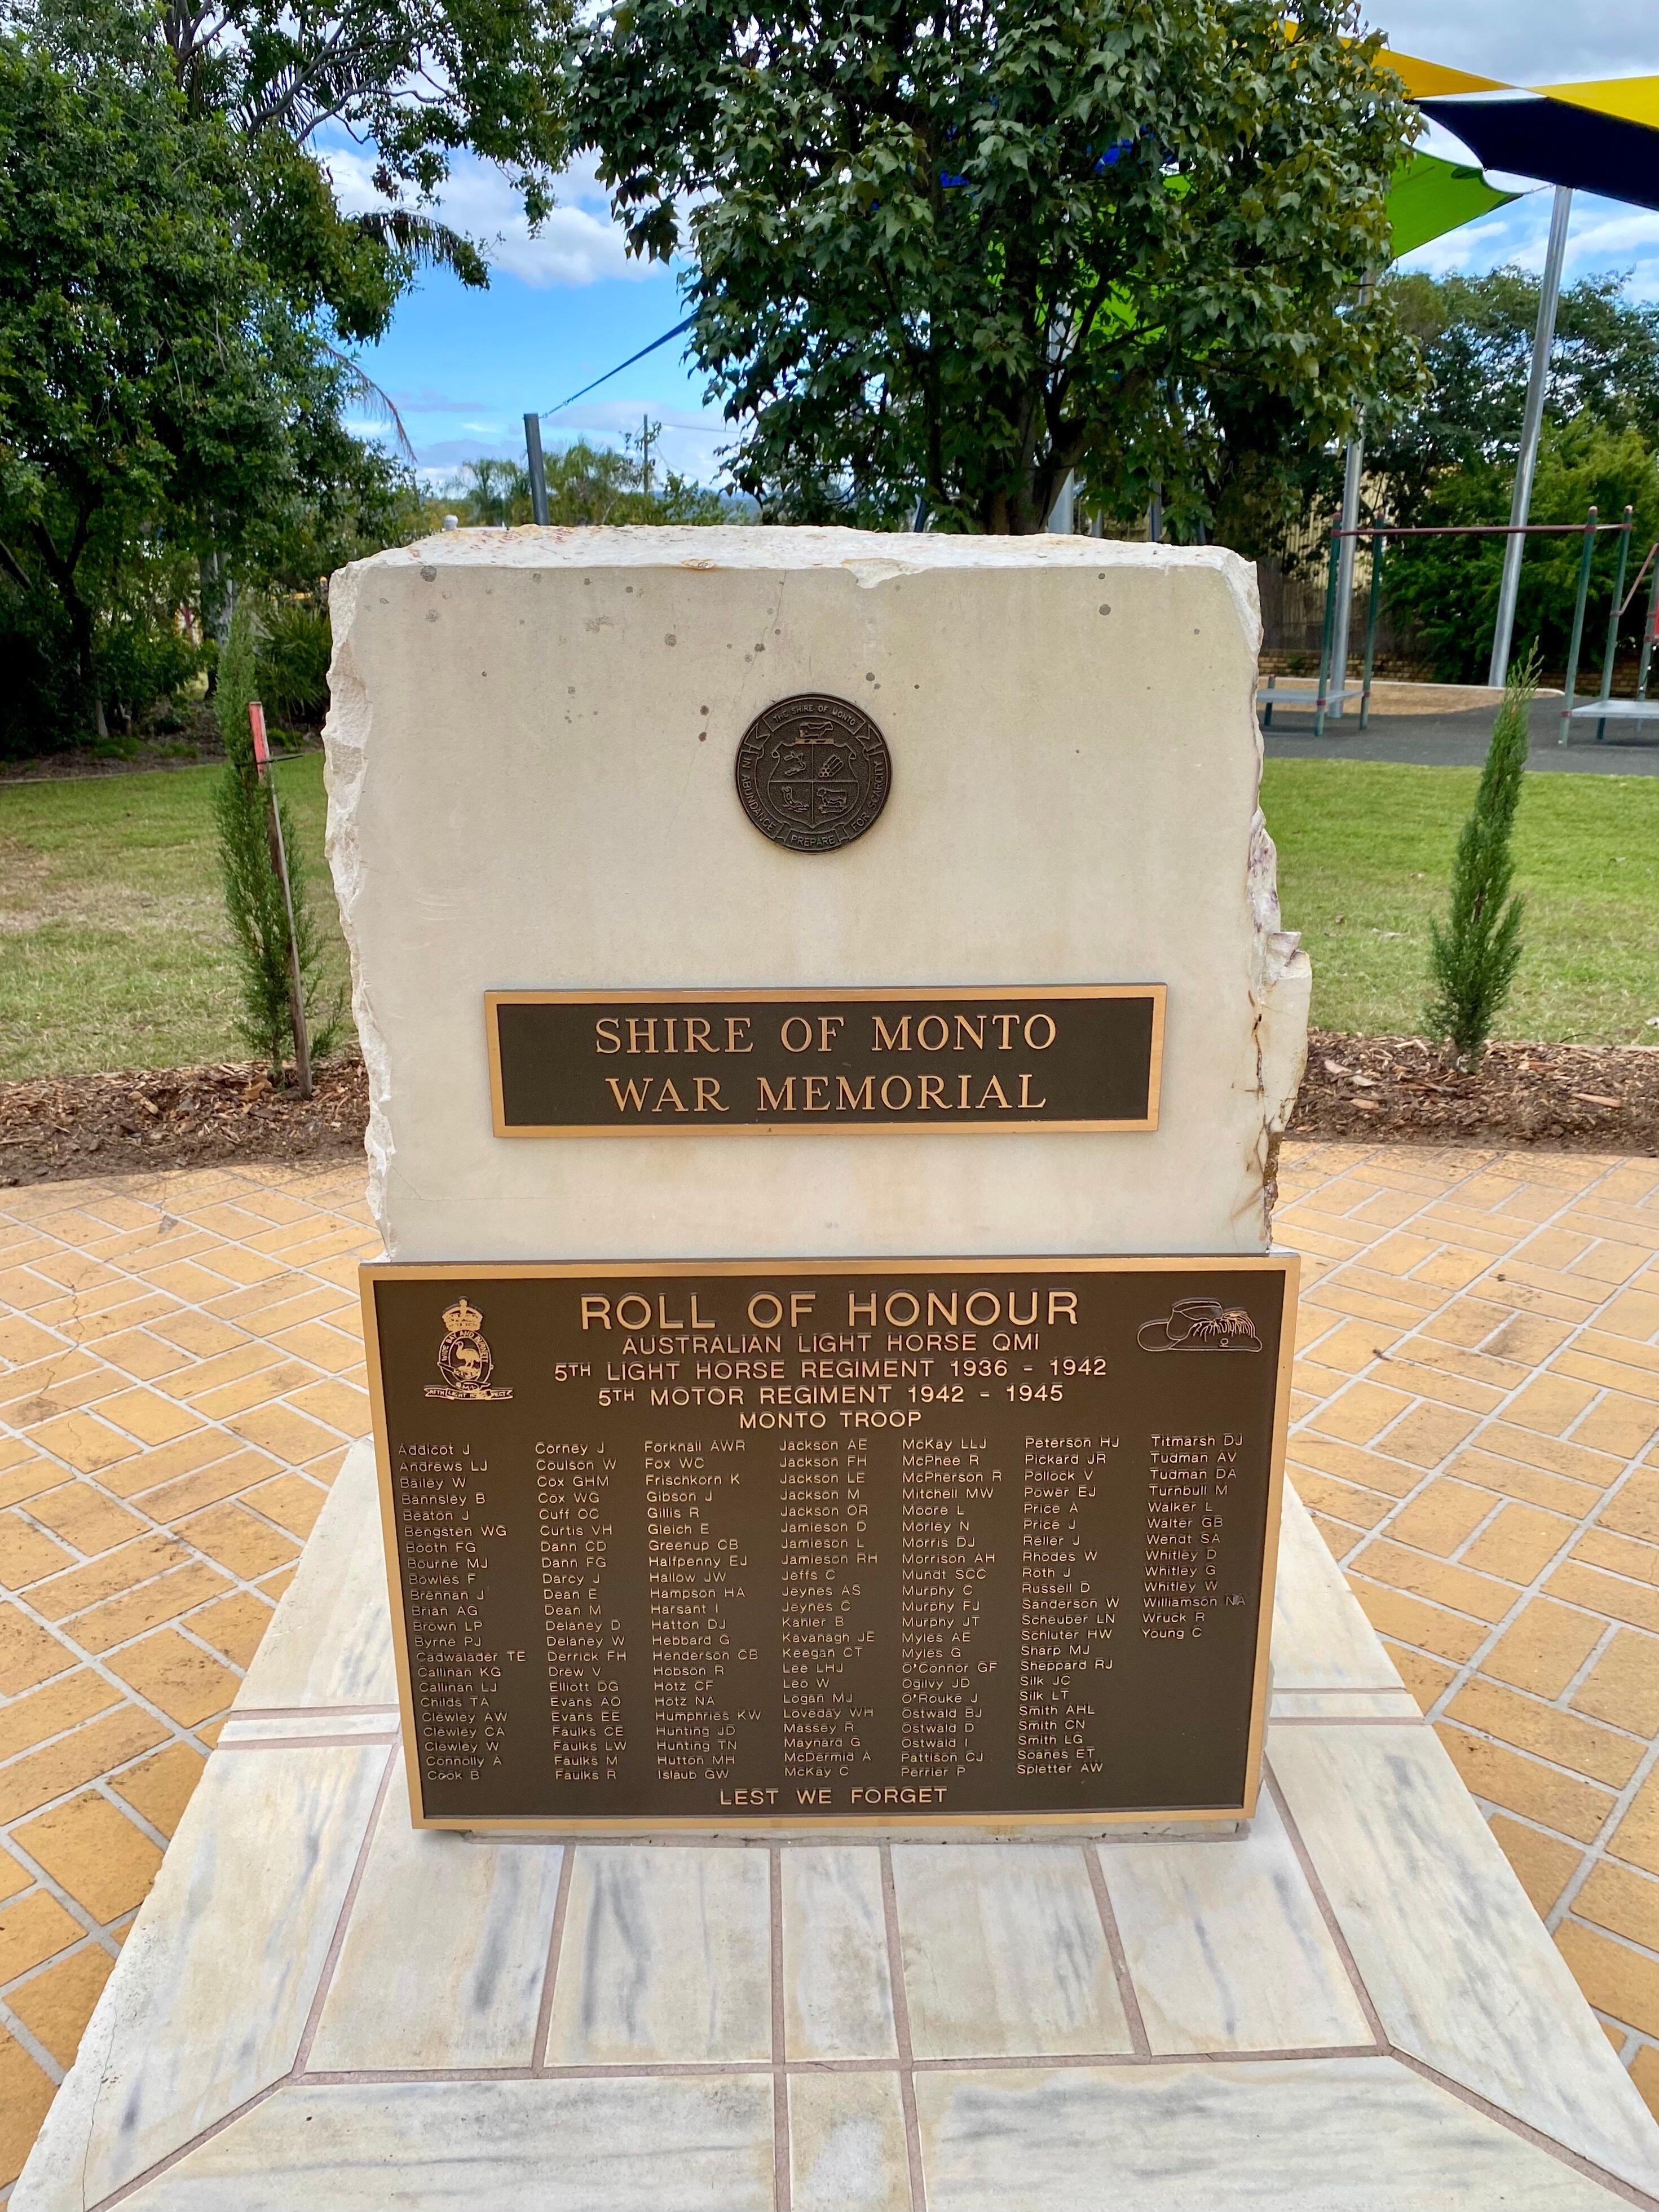 THE SHIRE OF MONTO
IN ABUNDANCE PREPARE FOR SCARCITY
SHIRE OF MONTO
WAR MEMORIAL
ROLL OF HONOUR
AUSTRALIAN LIGHT HORSE QMI
5TH LIGHT HORSE REGIMENT 1936 - 1942
5TH MOTOR REGIMENT 1942 - 1945
MONTO TROOP
WIDE BAY AND BURNETT
Addicot J
Andrews LJ
Bailey W
Bannsley B
Beaton J
Bengsten WG
Booth FG
Bourne MJ
Bowles F
Brennan J
Brian AG
Brown LP
Byrne PJ
Cadwalader TE
Callinan KG
Callinan LJ
Childs TA
Clewley AW
Clewley CA
Clewley W
Connolly A
Cook B
Corney J
Coulson W
Cox GHM
Cox WG
Cuff OC
Curtis VH
Dann CD
Dann FG
Darcy J
Dean E
Dean M
Delaney D
Delaney W
Derrick FH
Drew V
Elliott DG
Evans AO
Evans EE
Faulks CE
Faulks LW
Faulks M
Faulks R
Forknall AWR
Fox WC
Frischkorn K
Gibson J
Gillis R
Gleich E
Greenup CB
Halfpenny EJ
Hallow JW
Hampson HA
Harsant I
Hatton DJ
Hebbard G
Henderson CB
Hobson R
Hotz CF
Hotz NA
Humphries KW
Hunting JD
Hunting TN
Hutton MH
Islaub GW
Jackson AE
Jackson FH
Jackson LE
Jackson M
Jackson OR
Jamieson D
Jamieson L
Jamieson RH
Jeffs C
Jeynes AS
Jeynes C
Kahler B
Kavanagh JE
Keegan CT
Lee LHJ
Leo W
Logan MJ
Loveday WH
Massey R
Maynard G
McDermid A
McKay C
McKay LLJ
McPhee R
McPherson R
Mitchell MW
Moore L
Morley N
Morris DJ
Morrison AH
Mundt SCC
Murphy C
Murphy FJ
Murphy JT
Myles AE
Myles G
O'Connor GF
Ogilvy JD
O'Rouke J
Ostwald BJ
Ostwald D
Ostwald I
Pattison CJ
Perrier P
Peterson HJ
Pickard JR
Pollock V
Power EJ
Price A
Price J
Reller J
Rhodes W
Roth J
Russell D
Sanderson W
Scheuber LN
Schluter HW
Sharp MJ
Sheppard RJ
Silk JC
Silk LT
Smith AHL
Smith CN
Smith LG
Soanes ET
Spletter AW
Titmarsh DJ
Tudman AV
Tudman DA
Turnbull M
Walker L
Walter GB
Wendt SA
Whitley D
Whitley G
Whitley W
Williamson NA
Wruck R
Young C
LEST WE FORGET